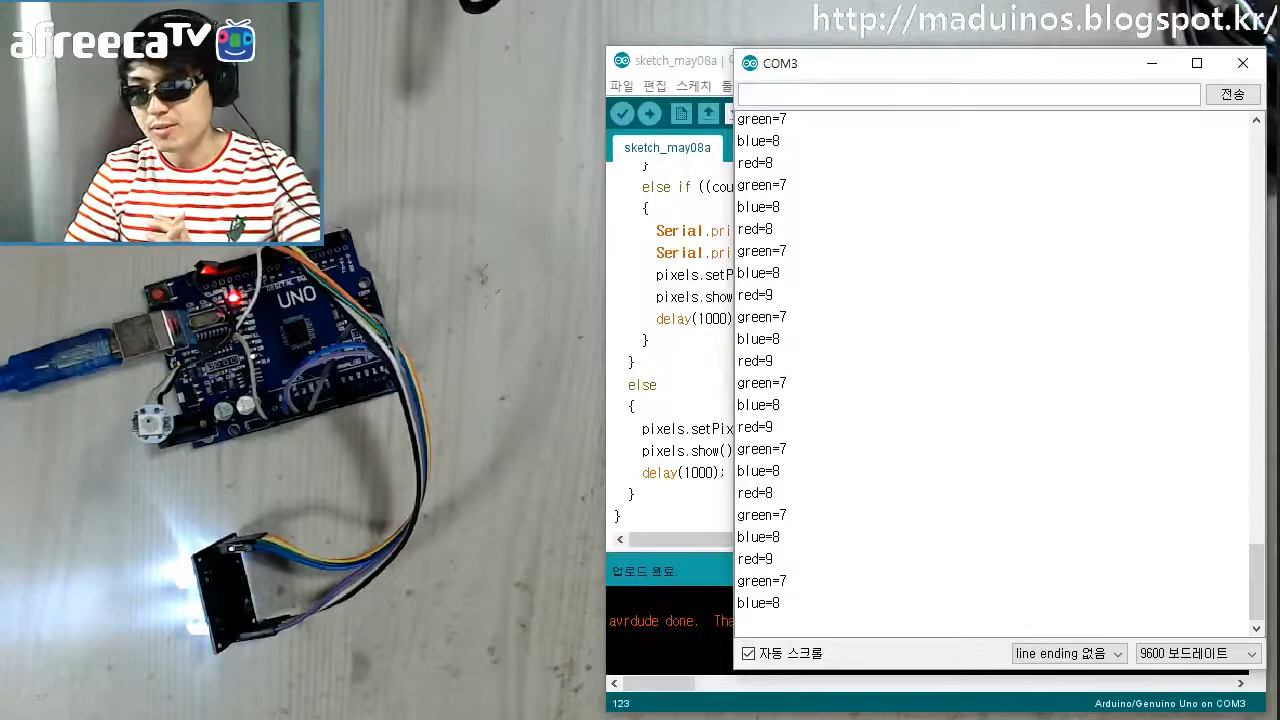 afreecaTV
http://maduinos.blogspot.kr/
sketch_may08a |
파일 편집 스케치 툴
sketch_may08a
}
else if ((cou
{
Serial.pri
Serial.pri
pixels.setP
pixels.show
delay(1000)
}
}
else
{
pixels.setPix
pixels.show()
delay(1000);
}
}
업로드 완료.
avrdude done. Tha
123
Arduino/Genuino Uno on COM3
COM3
전송
green=7
blue=8
red=8
green=7
blue=8
red=8
green=7
blue=8
red=9
green=7
blue=8
red=9
green=7
blue=8
red=9
green=7
blue=8
red=8
green=7
blue=8
red=9
green=7
blue=8
자동 스크롤
line ending 없음
9600 보드레이트
UNO